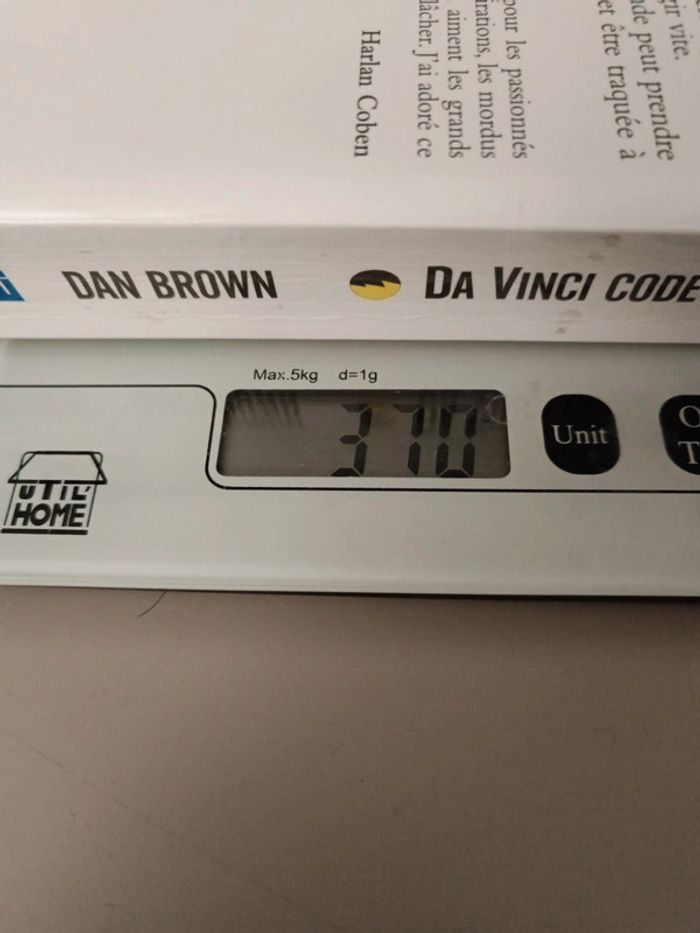 gir vite.
nde peut prendre
et être traquée à
pour les passionnés
irations, les mordus
aiment les grands
lâcher. J'ai adoré ce
Harlan Coben
DAN BROWN DA VINCI CODE
Max.5kg d=1g
370
Unit
O
T
UTIL'
HOME